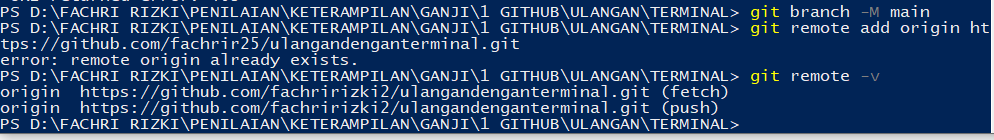 PS D:\FACHRI RIZKI\PENILAIAN\KETERAMPILAN\GANJI\1 GITHUB\ULANGAN\TERMINAL> git branch -M main
PS D:\FACHRI RIZKI\PENILAIAN\KETERAMPILAN\GANJI\1 GITHUB\ULANGAN\TERMINAL> git remote add origin ht
tps://github.com/fachrir25/ulangandenganterminal.git
error: remote origin already exists.
PS D:\FACHRI RIZKI\PENILAIAN\KETERAMPILAN\GANJI\1 GITHUB\ULANGAN\TERMINAL> git remote -v
origin  https://github.com/fachririzki2/ulangandenganterminal.git (fetch)
origin  https://github.com/fachririzki2/ulangandenganterminal.git (push)
PS D:\FACHRI RIZKI\PENILAIAN\KETERAMPILAN\GANJI\1 GITHUB\ULANGAN\TERMINAL>